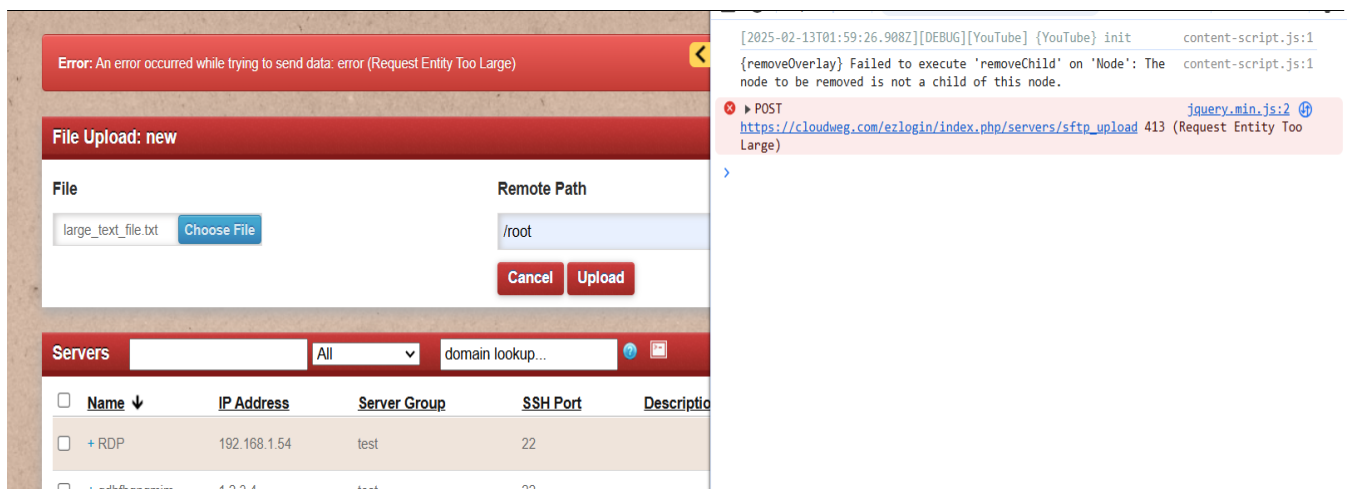 Error: An error occurred while trying to send data: error (Request Entity Too Large)
File Upload: new
File
Remote Path
large_text_file.txt
Choose File
/root
Cancel
Upload
Servers
All
domain lookup...
Name
IP Address
Server Group
SSH Port
Descriptio
+ RDP
192.168.1.54
test
22
[2025-02-13T01:59:26.908Z][DEBUG][YouTube] {YouTube} init
content-script.js:1
{removeOverlay} Failed to execute 'removeChild' on 'Node': The
content-script.js:1
node to be removed is not a child of this node.
POST
jquery.min.js:2
https://cloudweg.com/ezlogin/index.php/servers/sftp_upload 413 (Request Entity Too
Large)